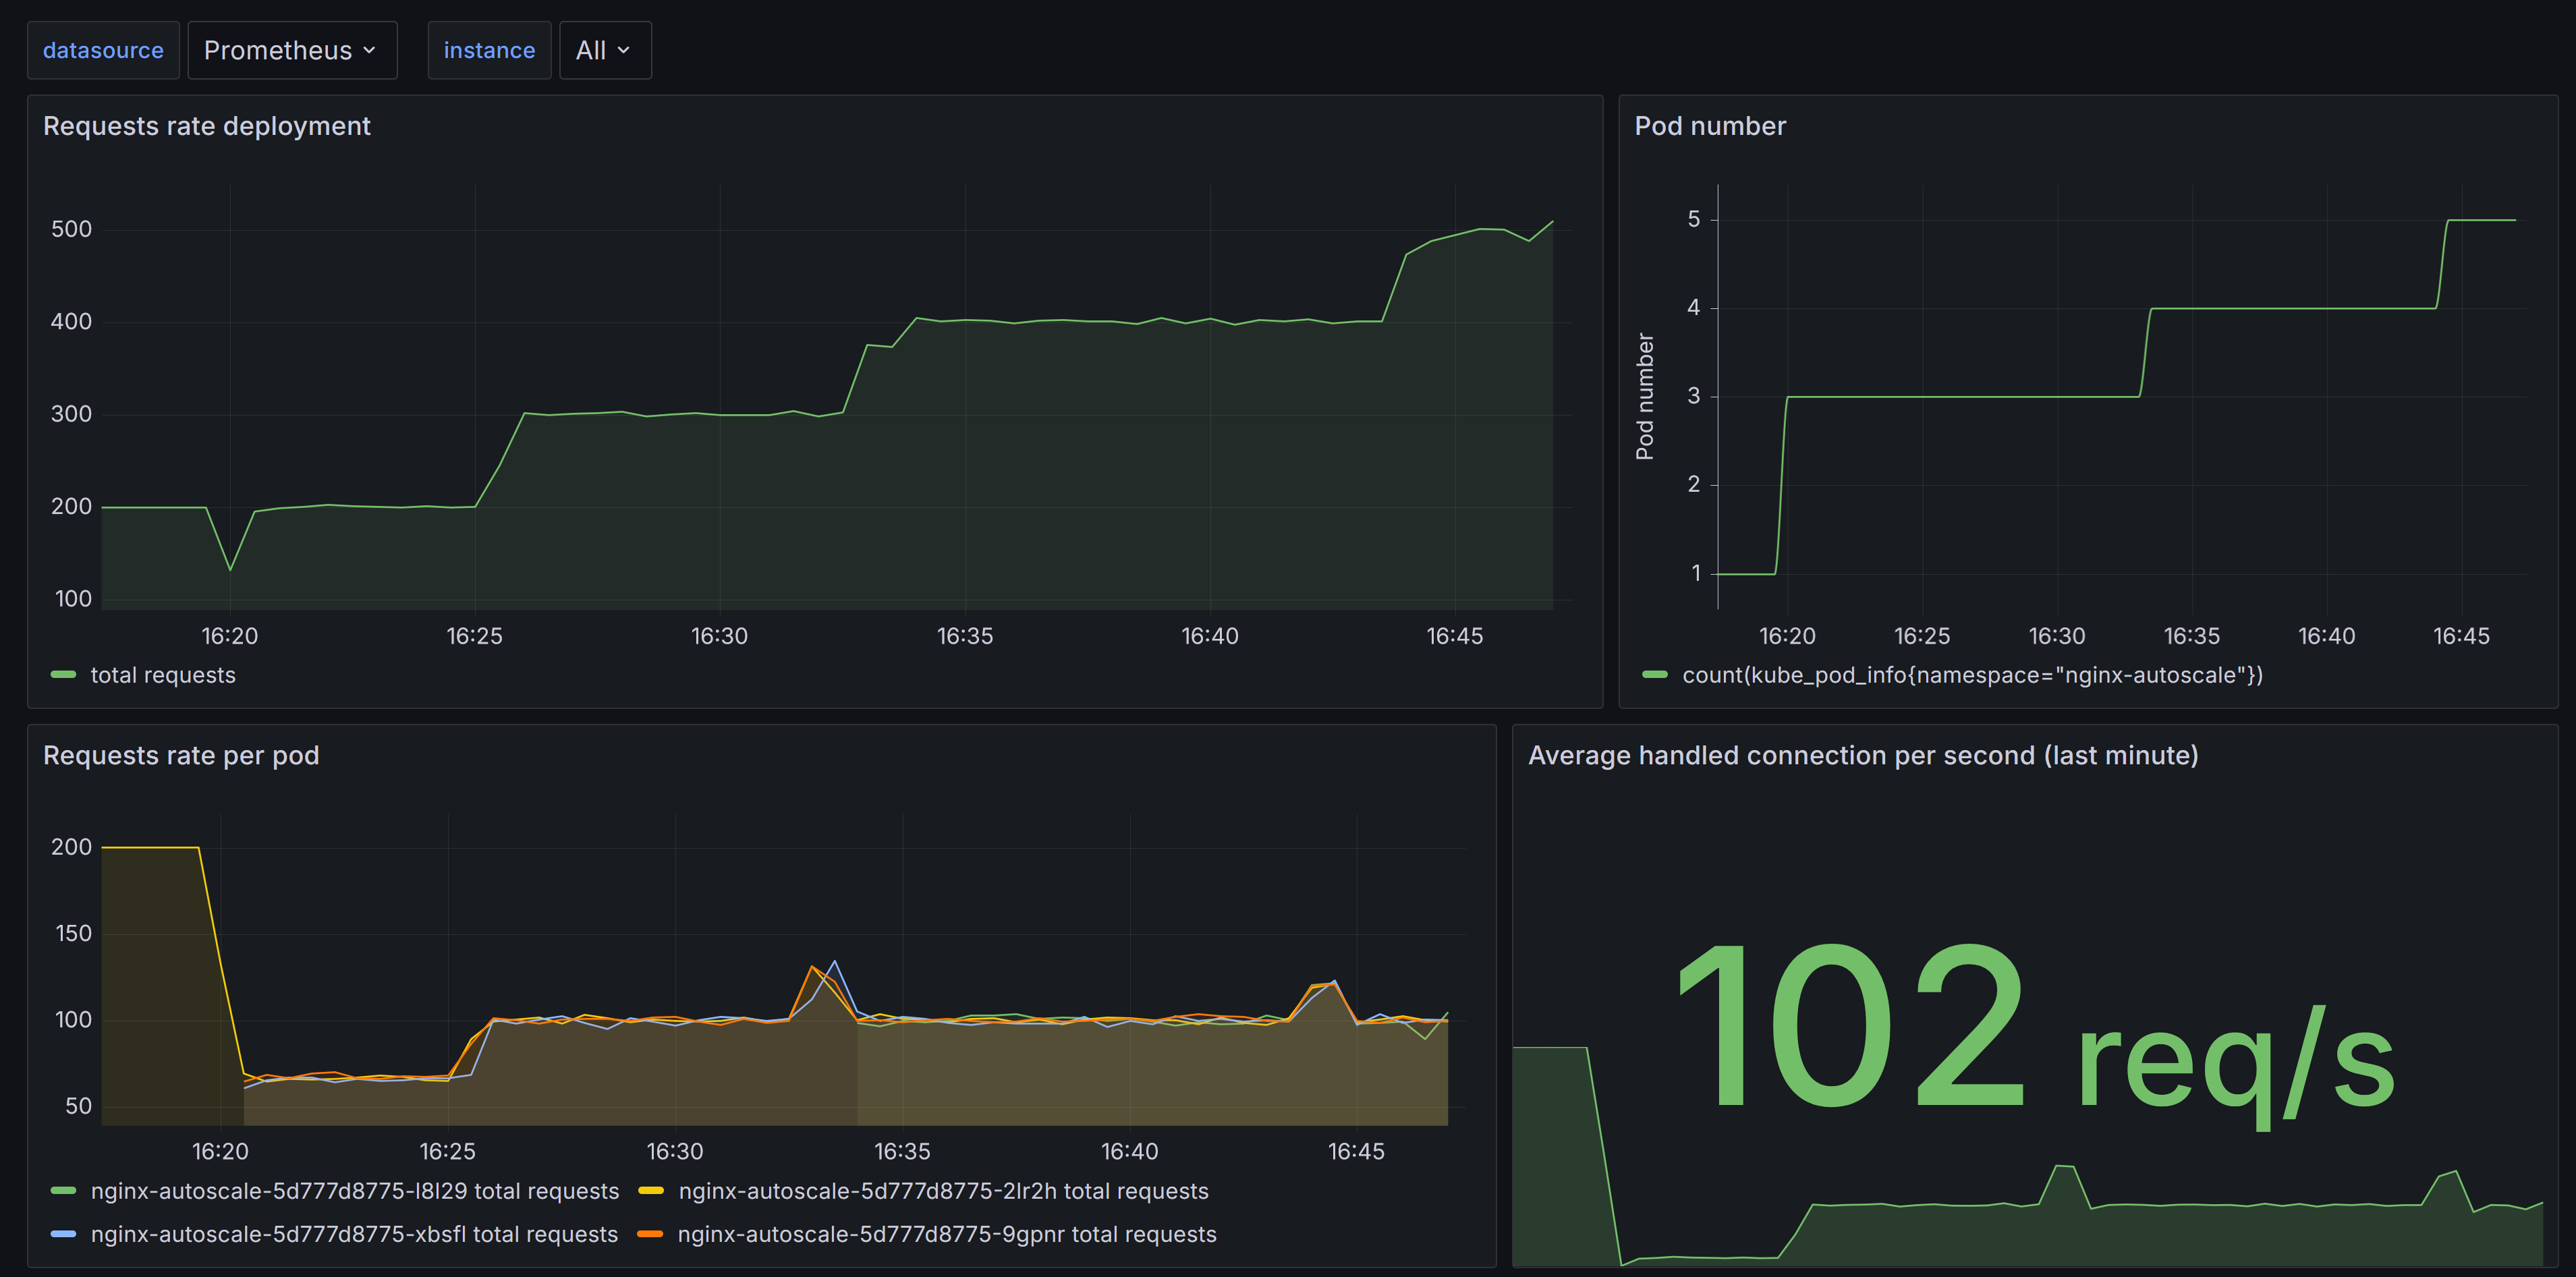 datasource Prometheus instance All
Requests rate deployment
500
400
300
200
100
16:20 16:25 16:30 16:35 16:40 16:45
total requests
Pod number
Pod number
5
4
3
2
1
16:20 16:25 16:30 16:35 16:40 16:45
count(kube_pod_info{namespace="nginx-autoscale"})
Requests rate per pod
200
150
100
50
16:20 16:25 16:30 16:35 16:40 16:45
nginx-autoscale-5d777d8775-l8l29 total requests nginx-autoscale-5d777d8775-2lr2h total requests
nginx-autoscale-5d777d8775-xbsfl total requests nginx-autoscale-5d777d8775-9gpnr total requests
Average handled connection per second (last minute)
102 req/s